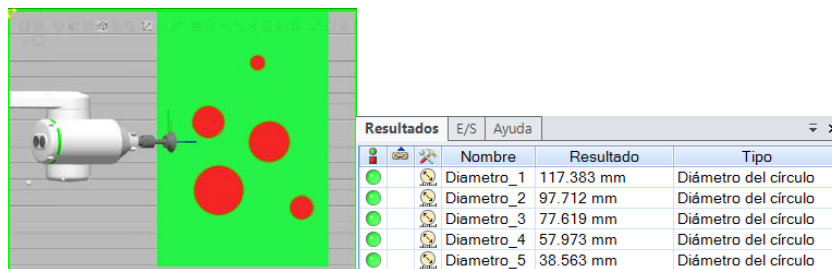 Resultados E/S Ayuda
Nombre Resultado Tipo
Diametro_1 117.383 mm Diámetro del círculo
Diametro_2 97.712 mm Diámetro del círculo
Diametro_3 77.619 mm Diámetro del círculo
Diametro_4 57.973 mm Diámetro del círculo
Diametro_5 38.563 mm Diámetro del círculo